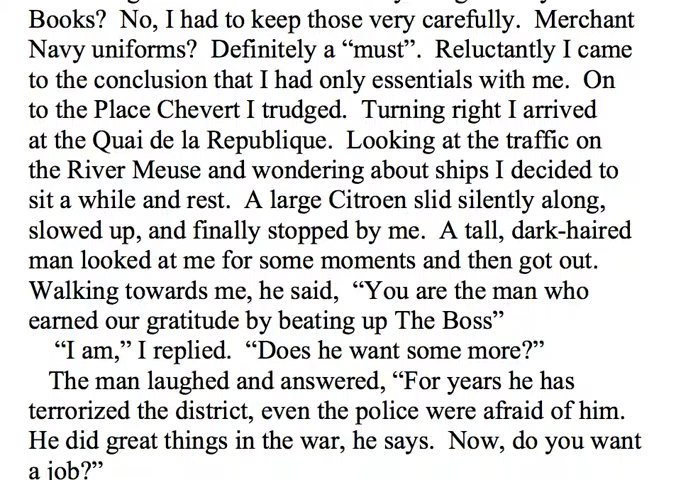 Books?  No, I had to keep those very carefully.  Merchant
Navy uniforms?  Definitely a “must”.  Reluctantly I came
to the conclusion that I had only essentials with me.  On
to the Place Chevert I trudged.  Turning right I arrived
at the Quai de la Republique.  Looking at the traffic on
the River Meuse and wondering about ships I decided to
sit a while and rest.  A large Citroen slid silently along,
slowed up, and finally stopped by me.  A tall, dark-haired
man looked at me for some moments and then got out.
Walking towards me, he said,  “You are the man who
earned our gratitude by beating up The Boss”
“I am,” I replied.  “Does he want some more?”
The man laughed and answered, “For years he has
terrorized the district, even the police were afraid of him.
He did great things in the war, he says.  Now, do you want
a job?”